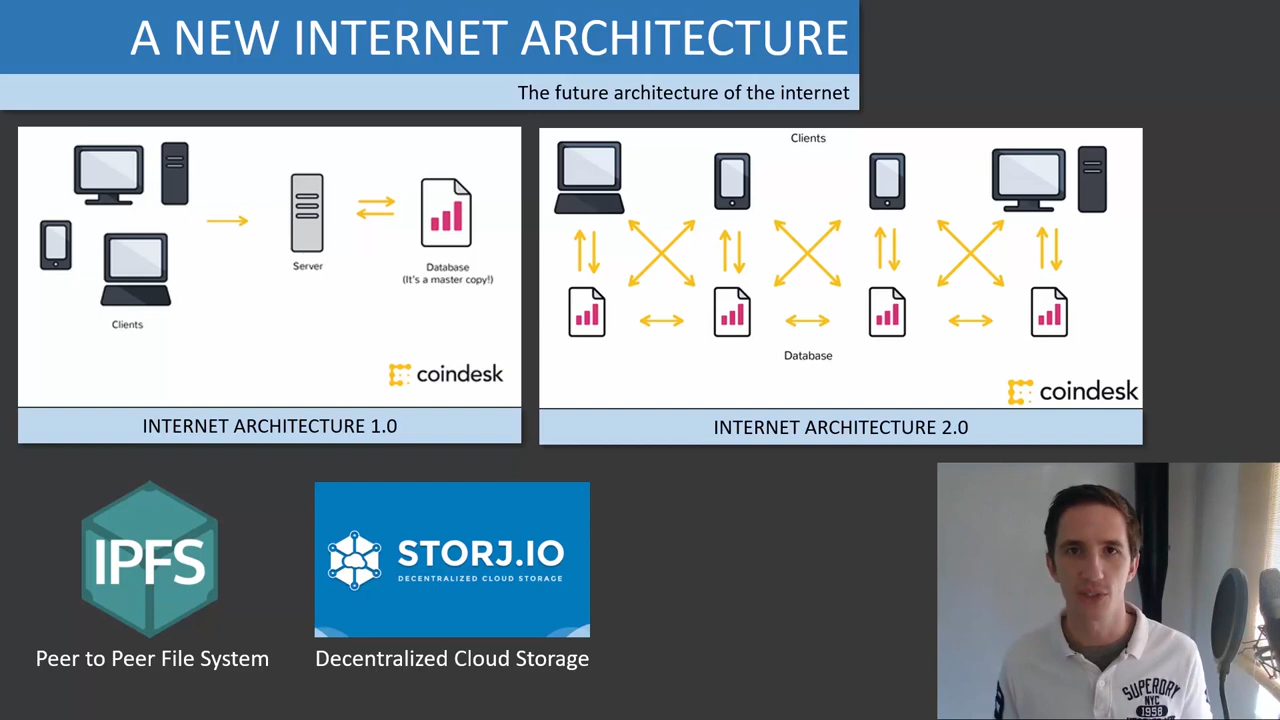 A NEW INTERNET ARCHITECTURE
The future architecture of the internet
Server
Database
(It's a master copy!)
Clients
coindesk
INTERNET ARCHITECTURE 1.0
Clients
Database
coindesk
INTERNET ARCHITECTURE 2.0
IPFS
Peer to Peer File System
STORJ.IO
DECENTRALIZED CLOUD STORAGE
Decentralized Cloud Storage
SUPERDRY
NYC
1958